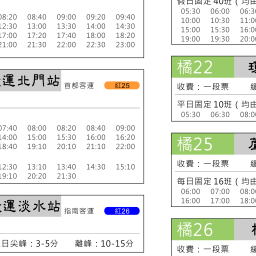 08:20 08:40 09:00 09:20 09:40
12:30 13:00 13:30 14:00 14:30
17:00 17:20 17:40 18:00 18:20
21:00 21:30 22:00 22:30 23:00
運北門站
首都客運
紅25
07:40 08:00 08:20 08:40 09:00
14:00 15:00 15:30 16:00 16:20
18:40 19:10 20:10 21:10 22:10
12:30 13:10 13:40 14:30 15:10
19:10 20:20 21:30
運淡水站
指南客運
紅26
日尖峰：3-5分 離峰：10-15分
假日固定40班（均由
05:30 06:00 06:30
10:00 10:30 11:00
15:00 15:30 16:00
19:00 19:30 20:00
橘22
收費：一段票
平日固定10班（均由
05:30 06:30 08:00
橘25
收費：一段票
每日固定16班（均由
06:00 07:00 08:00
16:00 17:00 18:00
橘26
收費：一段票